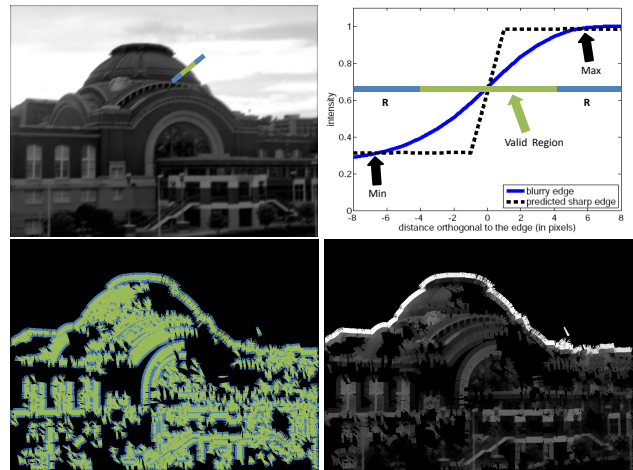 1
0.8
0.6
0.4
0.2
0
intensity
Max
R
R
Valid Region
Min
blurry edge
predicted sharp edge
-8 -6 -4 -2 0 2 4 6 8
distance orthogonal to the edge (in pixels)